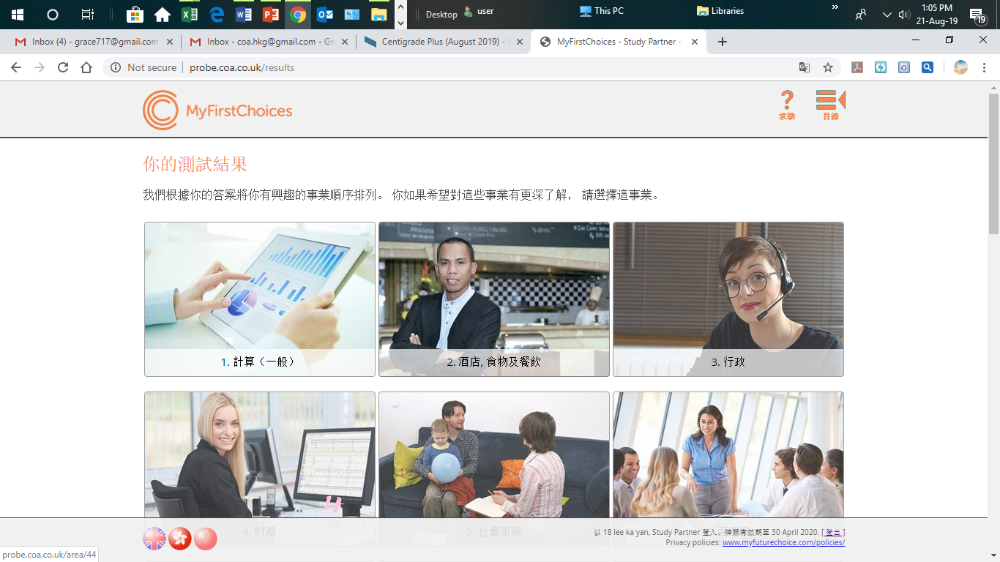 Desktop
user
This PC
Libraries
»
1:05 PM
21-Aug-19
19
Inbox (4) - grace717@gmail.com
Inbox - coa.hkg@gmail.com - Gm
Centigrade Plus (August 2019) - S
MyFirstChoices - Study Partner -
Not secure | probe.coa.co.uk/results
MyFirstChoices
求助
目錄
你的測試結果
我們根據你的答案將你有興趣的事業順序排列。 你如果希望對這些事業有更深了解， 請選擇這事業。
1. 計算（一般）
2. 酒店, 食物及餐飲
3. 行政
4. 財務
5. 社會服務
以 18 lee ka yan, Study Partner 登入。牌照有效期至 30 April 2020. [ 登出 ]
Privacy policies: www.myfuturechoice.com/policies/
probe.coa.co.uk/area/44